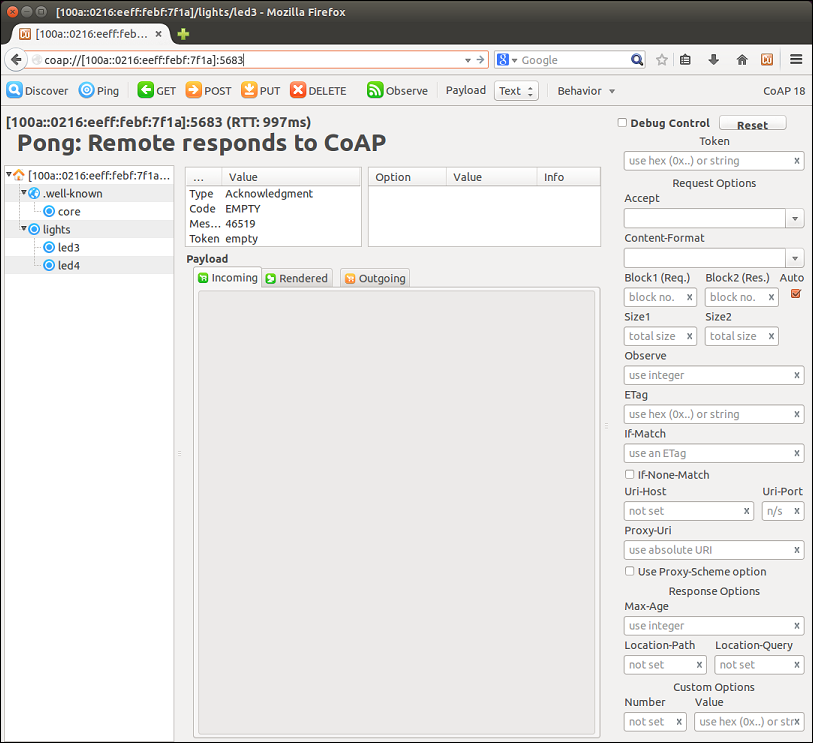 [100a::0216:eeff:febf:7f1a]/lights/led3 - Mozilla Firefox
[100a::0216:eeff:feb... ×
coap://[100a::0216:eeff:febf:7f1a]:5683
Google
Discover Ping GET POST PUT DELETE Observe Payload Text Behavior CoAP 18
[100a::0216:eeff:febf:7f1a]:5683 (RTT: 997ms)
Pong: Remote responds to CoAP
Debug Control Reset
[100a::0216:eeff:febf:7f1a...
.well-known
core
lights
led3
led4
... Value
Type Acknowledgment
Code EMPTY
Mes... 46519
Token empty
Option Value Info
Payload
Incoming Rendered Outgoing
Token
use hex (0x..) or string x
Request Options
Accept
Content-Format
Block1 (Req.) Block2 (Res.) Auto
block no. x block no. x
Size1 Size2
total size x total size x
Observe
use integer x
ETag
use hex (0x..) or string x
If-Match
use an ETag x
If-None-Match
Uri-Host Uri-Port
not set x n/s x
Proxy-Uri
use absolute URI x
Use Proxy-Scheme option
Response Options
Max-Age
use integer x
Location-Path Location-Query
not set x not set x
Custom Options
Number Value
not set x use hex (0x..) or str x